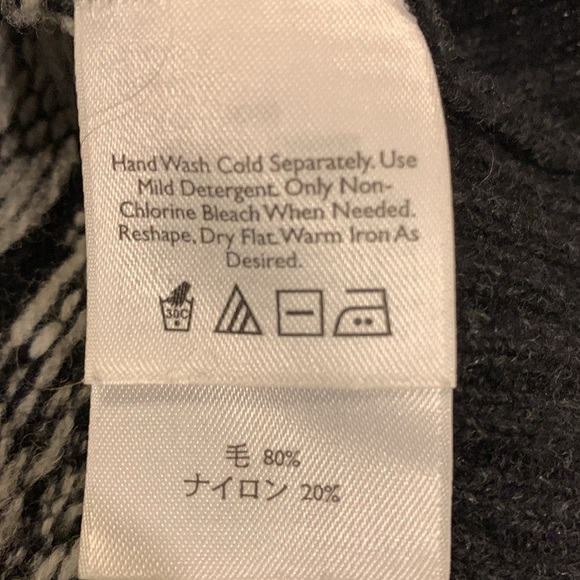 Hand Wash Cold Separately. Use
Mild Detergent. Only Non-
Chlorine Bleach When Needed.
Reshape, Dry Flat. Warm Iron As
Desired.
30C
毛 80%
ナイロン 20%